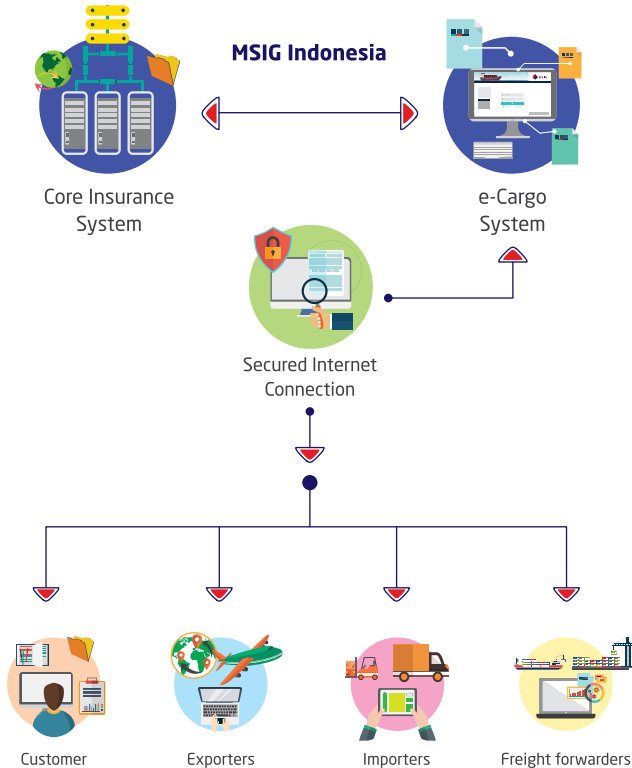 MSIG Indonesia
Core Insurance
System
e-Cargo
System
Secured Internet
Connection
Customer
Exporters
Importers
Freight forwarders